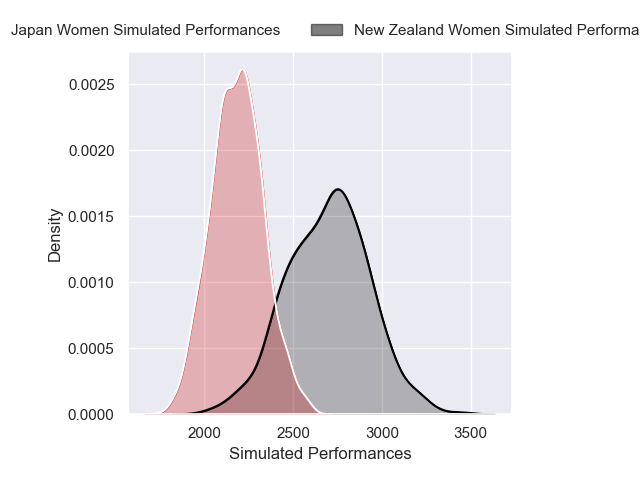 Japan Women Simulated Performances
New Zealand Women Simulated Performa
0.0025
0.0020
0.0015
0.0010
0.0005
0.0000
Density
2000
2500
3000
3500
Simulated Performances